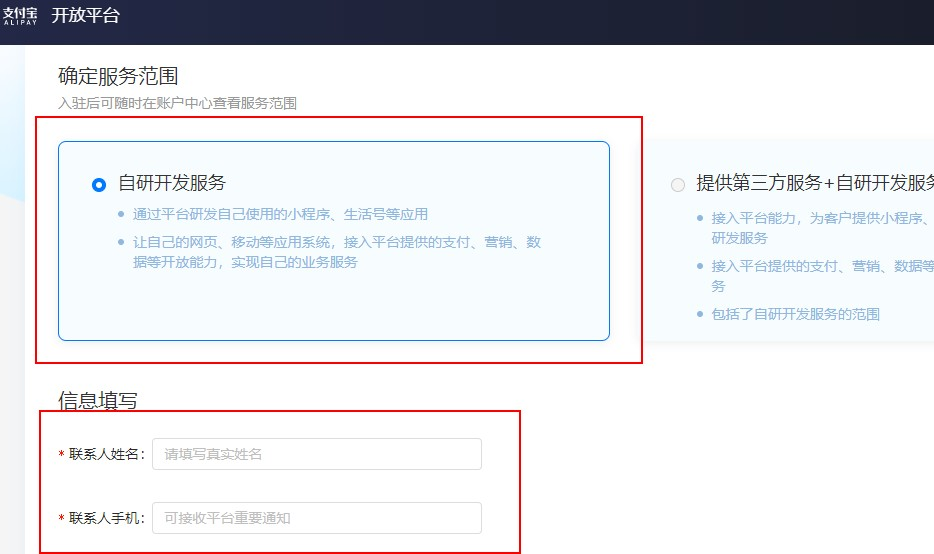 支付宝 开放平台
ALIPAY
确定服务范围
入驻后可随时在账户中心查看服务范围
自研开发服务
通过平台研发自己使用的小程序、生活号等应用
让自己的网页、移动等应用系统，接入平台提供的支付、营销、数
据等开放能力，实现自己的业务服务
提供第三方服务+自研开发服务
接入平台能力，为客户提供小程序、
研发服务
接入平台提供的支付、营销、数据等
务
包括了自研开发服务的范围
信息填写
* 联系人姓名： 请填写真实姓名
* 联系人手机： 可接收平台重要通知